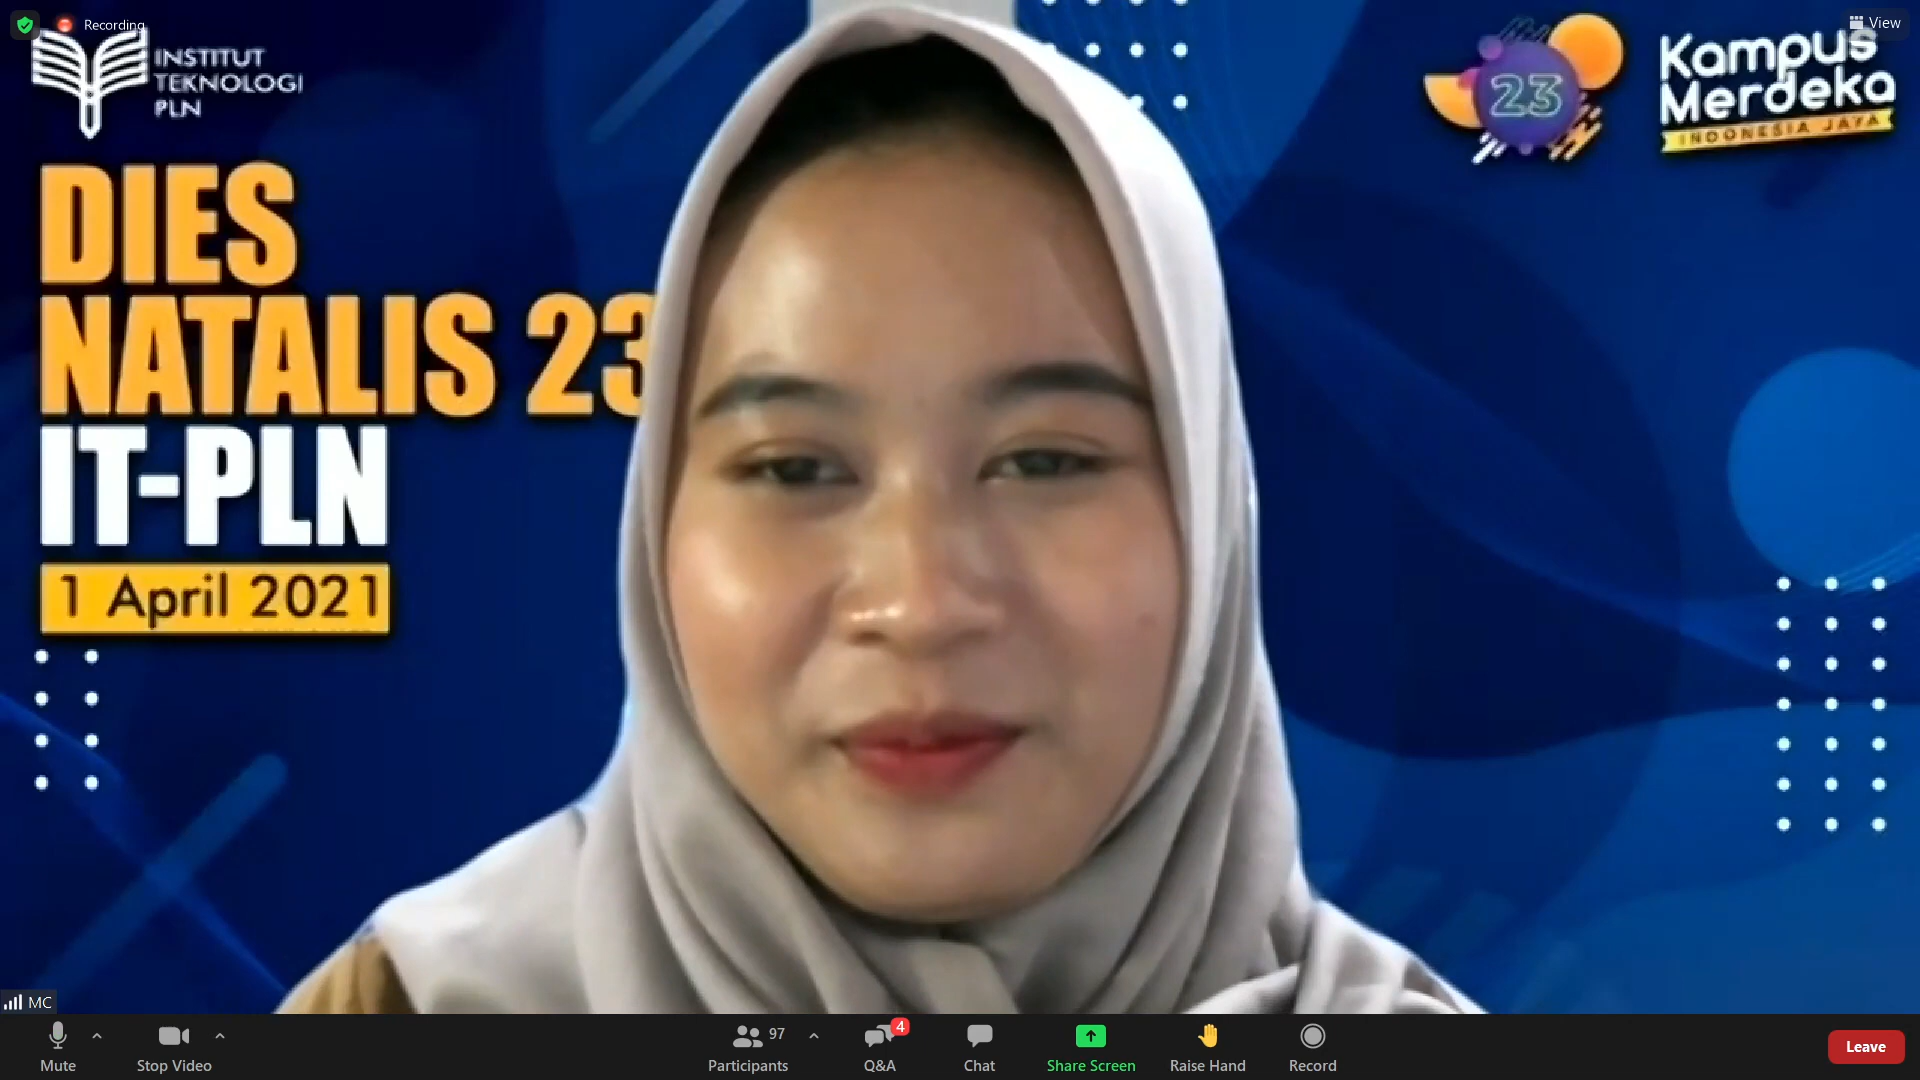 Recording
View
INSTITUT
TEKNOLOGI
PLN
23
Kampus
Merdeka
INDONESIA JAYA
DIES
NATALIS 23
IT-PLN
1 April 2021
MC
Mute
Stop Video
Participants
97
Q&A
4
Chat
Share Screen
Raise Hand
Record
Leave